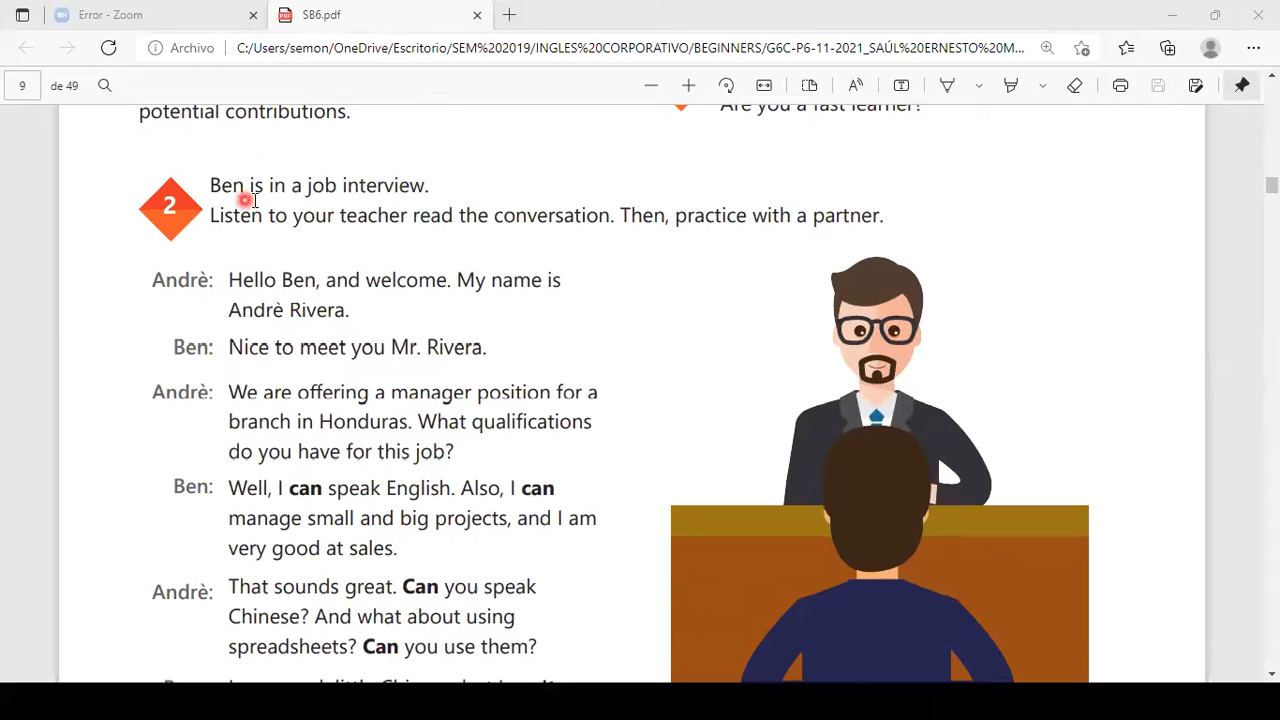 Error - Zoom
SB6.pdf
Archivo C:/Users/semon/OneDrive/Escritorio/SEM%202019/INGLES%20CORPORATIVO/BEGINNERS/G6C-P6-11-2021_SAÚL%20ERNESTO%20M...
9 de 49
potential contributions.
Are you a fast learner?
2
Ben is in a job interview.
Listen to your teacher read the conversation. Then, practice with a partner.
Andrè: Hello Ben, and welcome. My name is
Andrè Rivera.
Ben: Nice to meet you Mr. Rivera.
Andrè: We are offering a manager position for a
branch in Honduras. What qualifications
do you have for this job?
Ben: Well, I can speak English. Also, I can
manage small and big projects, and I am
very good at sales.
Andrè: That sounds great. Can you speak
Chinese? And what about using
spreadsheets? Can you use them?